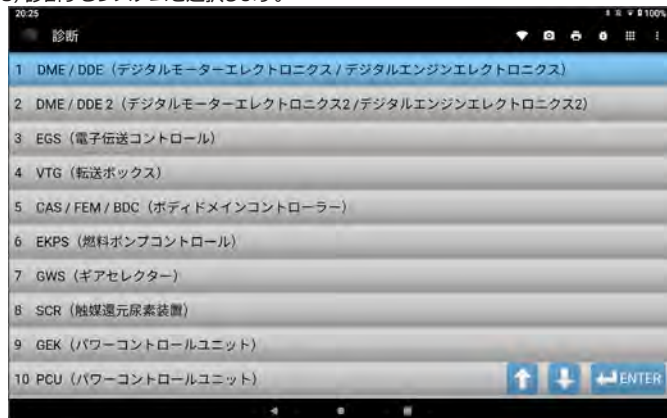 20:25
100%
診断
1 DME / DDE（デジタルモーターエレクトロニクス / デジタルエンジンエレクトロニクス）
2 DME / DDE 2（デジタルモーターエレクトロニクス2 /デジタルエンジンエレクトロニクス2）
3 EGS（電子伝送コントロール）
4 VTG（転送ボックス）
5 CAS / FEM / BDC（ボディドメインコントローラー）
6 EKPS（燃料ポンプコントロール）
7 GWS（ギアセレクター）
8 SCR（触媒還元尿素装置）
9 GEK（パワーコントロールユニット）
10 PCU（パワーコントロールユニット）
ENTER